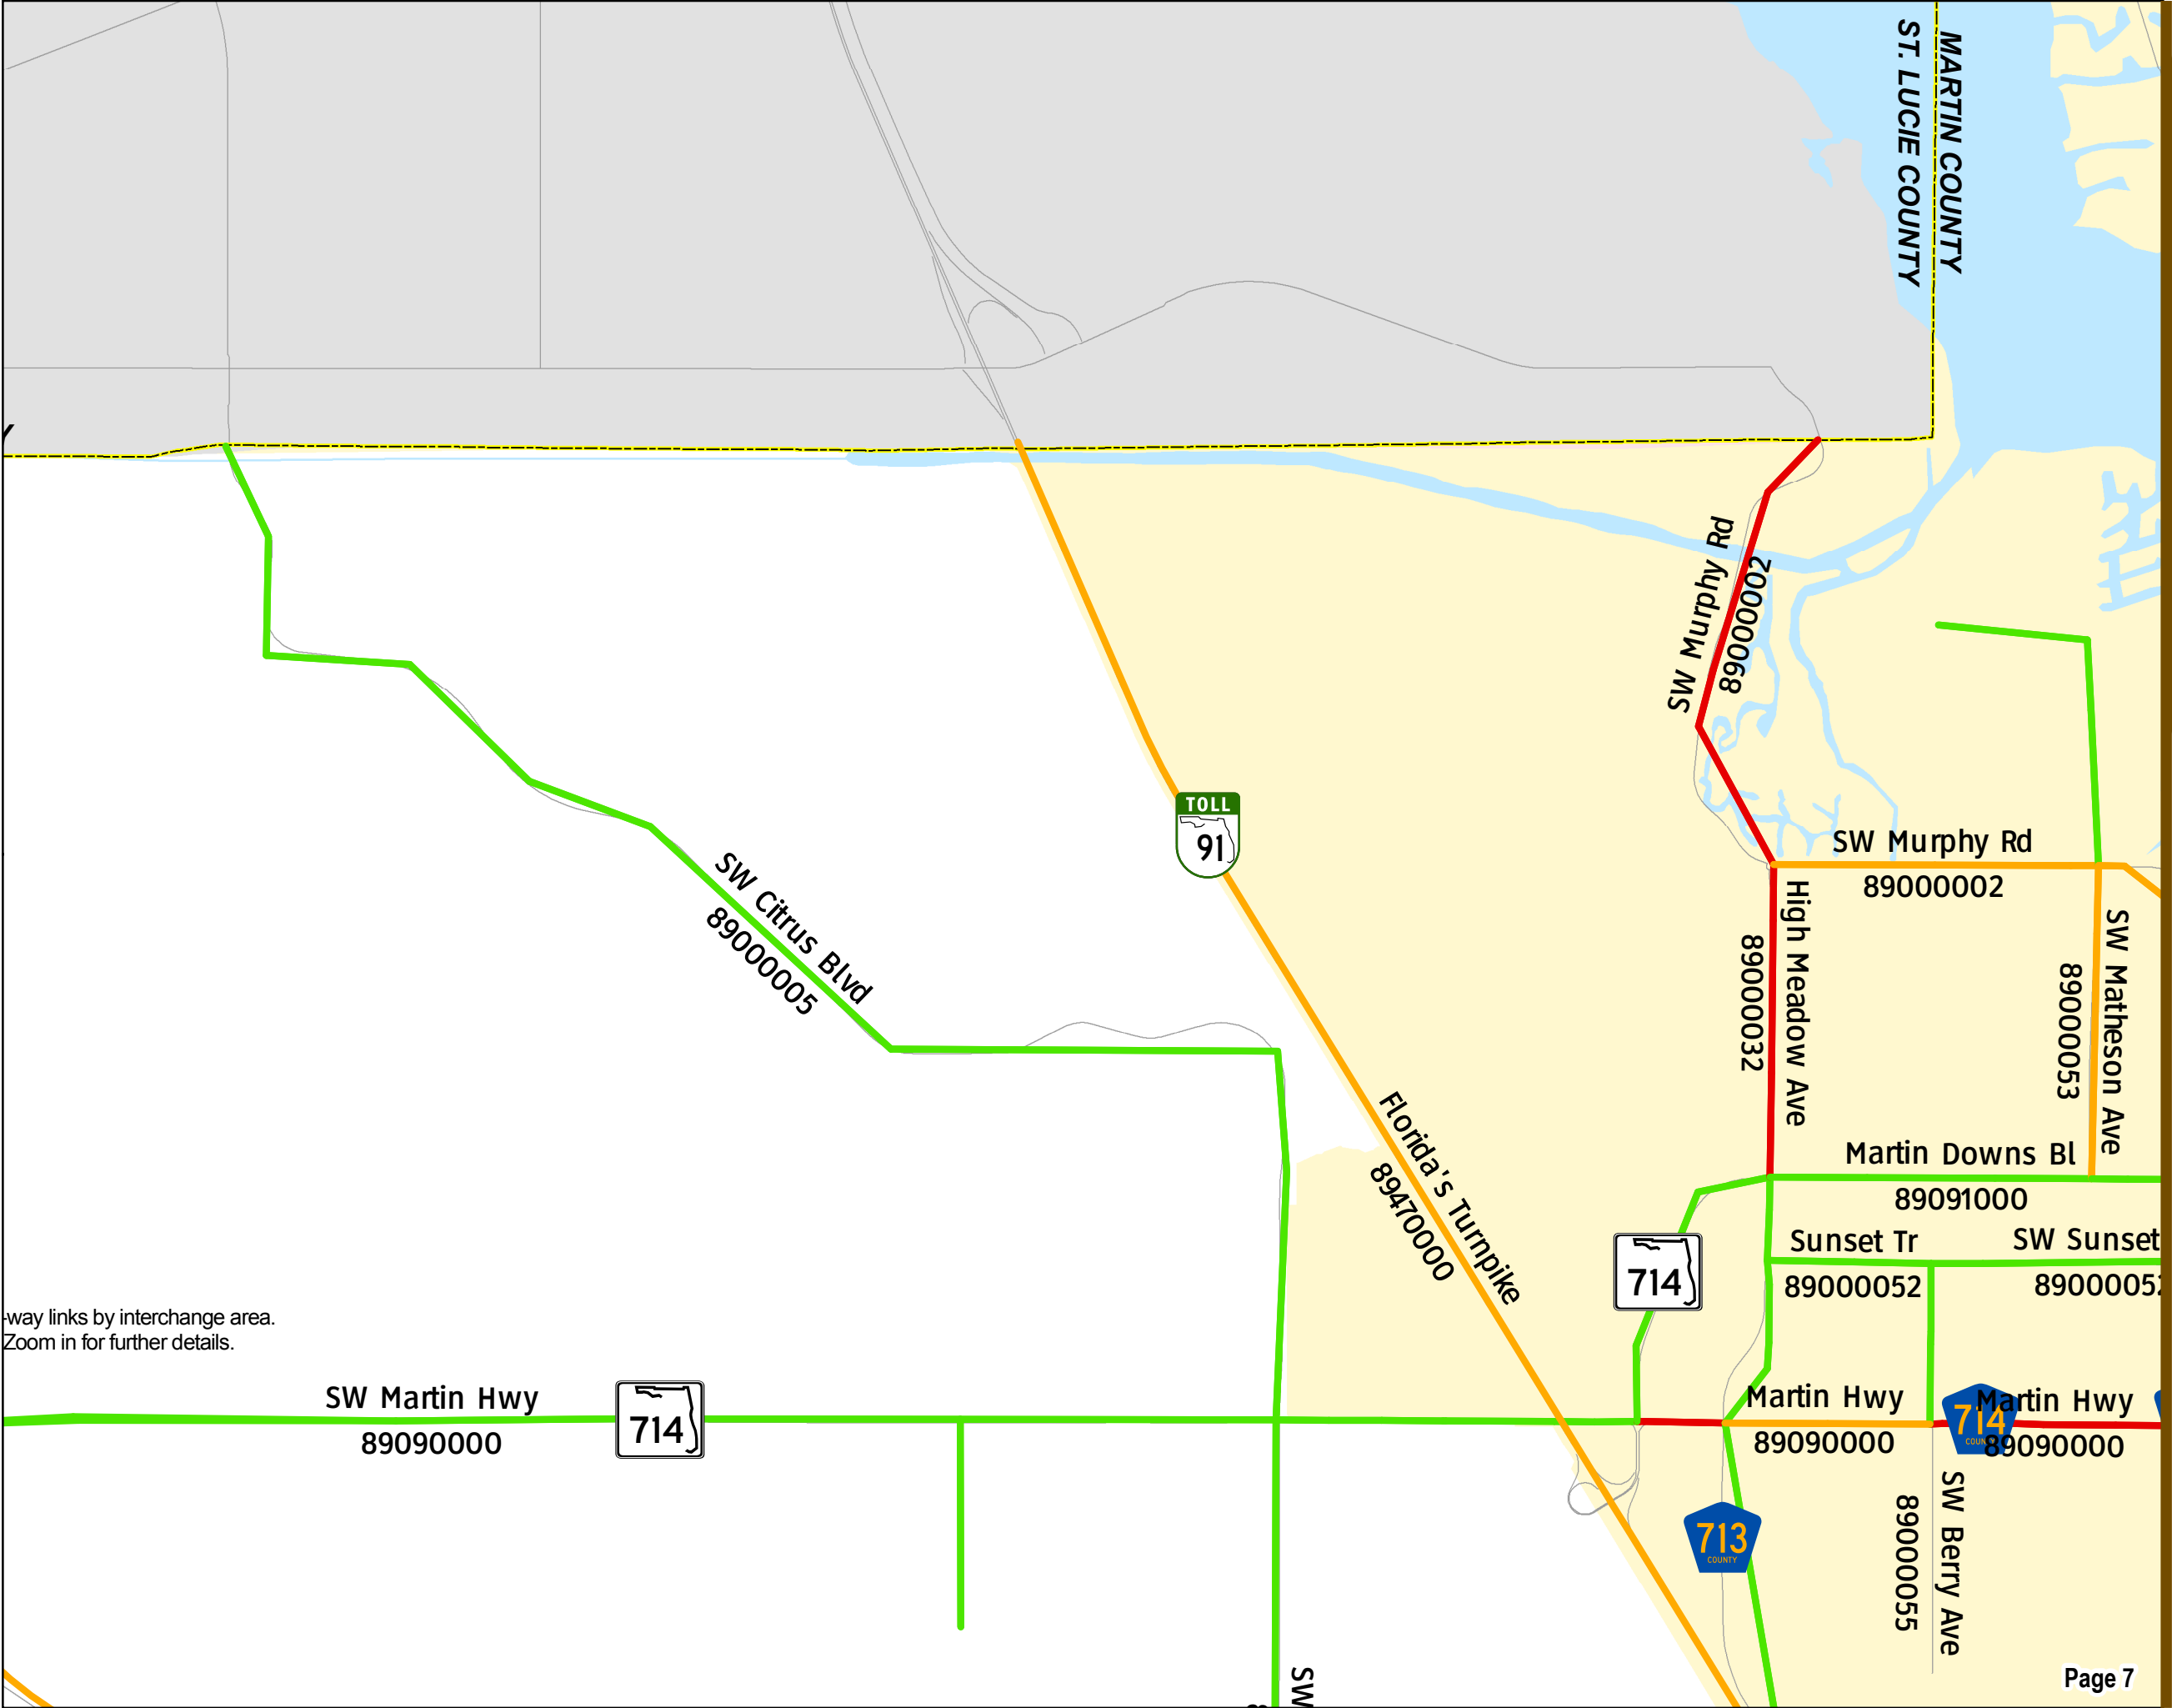 MARTIN COUNTY
ST. LUCIE COUNTY
Y
SW Murphy Rd
89000002
TOLL
91
SW Murphy Rd
89000002
SW Citrus Blvd
89000005
High Meadow Ave
89000032
SW Matheson Ave
89000053
Florida's Turnpike
89470000
Martin Downs Bl
89091000
714
Sunset Tr
89000052
SW Sunset
8900005
-way links by interchange area.
Zoom in for further details.
SW Martin Hwy
714
89090000
Martin Hwy
89090000
714
COUNTY
Martin Hwy
89090000
713
COUNTY
SW Berry Ave
89000055
SW
Page 7